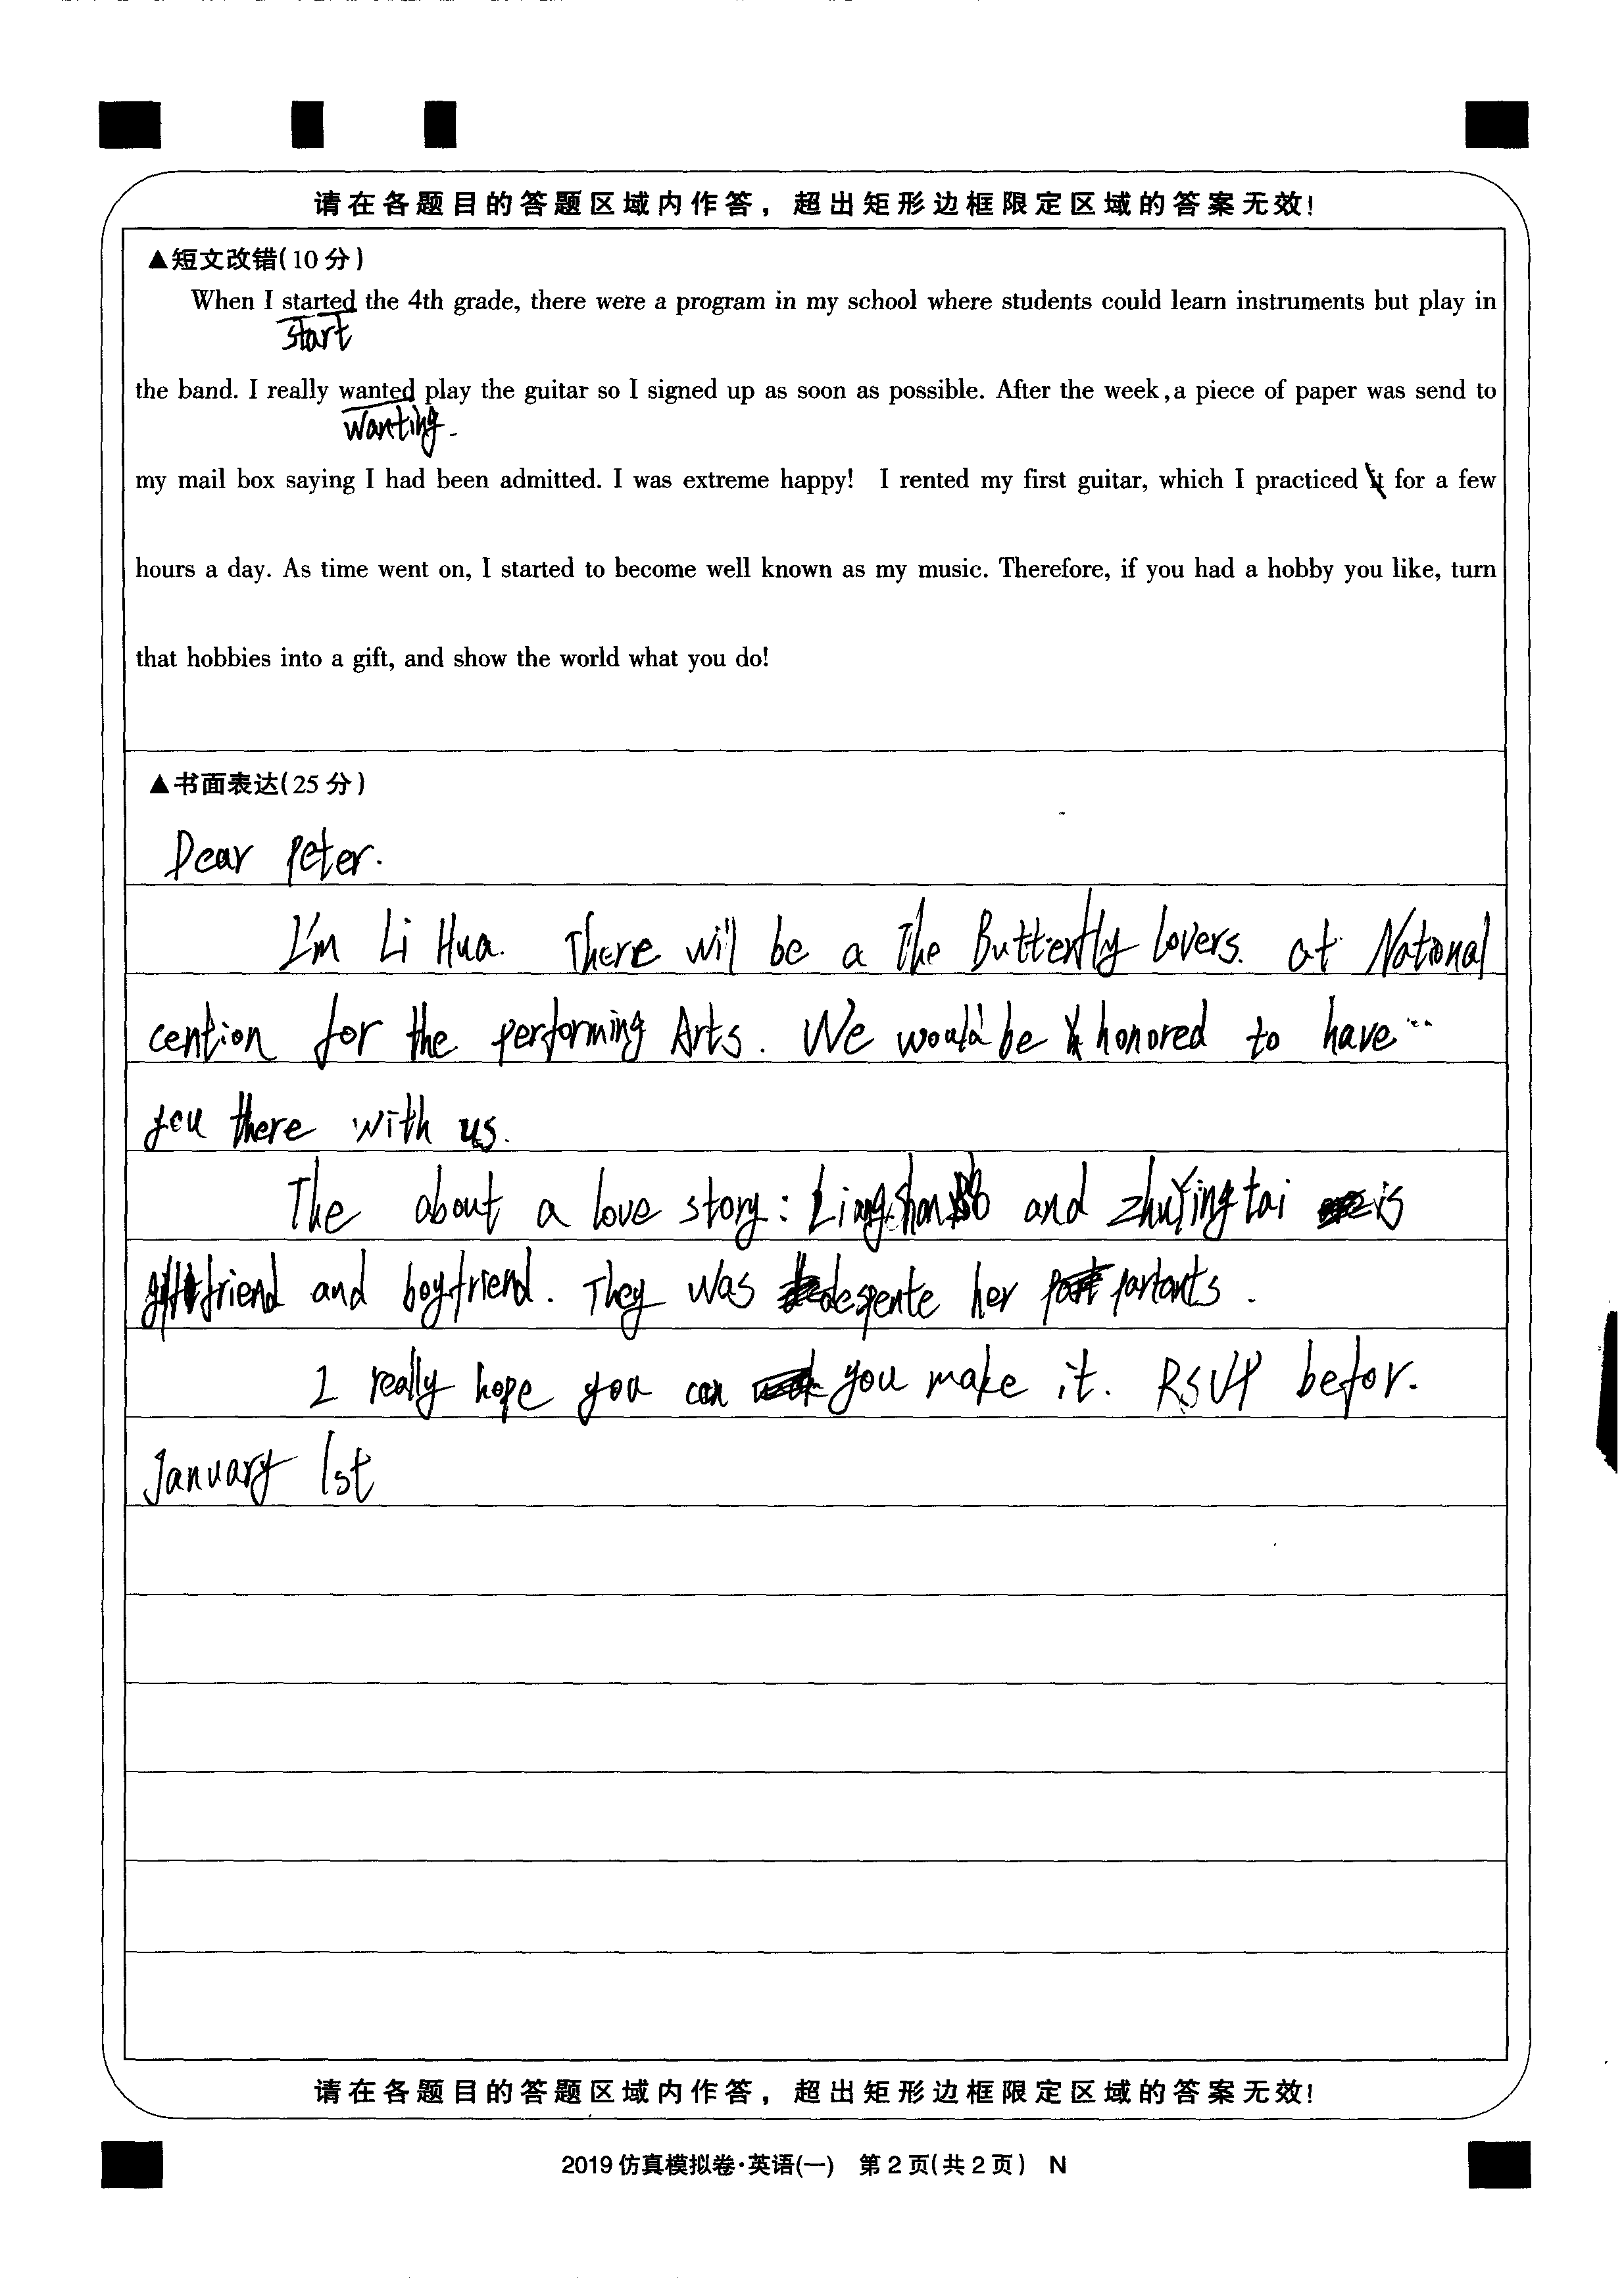 请在各题目的答题区域内作答，超出矩形边框限定区域的答案无效!
▲短文改错(10分)
When I started the 4th grade, there were a program in my school where students could learn instruments but play in
start
the band. I really wanted play the guitar so I signed up as soon as possible. After the week,a piece of paper was send to
Wanting.
my mail box saying I had been admitted. I was extreme happy! I rented my first guitar, which I practiced it for a few
hours a day. As time went on, I started to become well known as my music. Therefore, if you had a hobby you like, turn
that hobbies into a gift, and show the world what you do!
▲书面表达(25分)
Dear Peter.
I'm Li Hua. There will be a The Butterfly lovers. at National
cention for the performing Arts. We would be honored to have
you there with us.
The about a love story: and zhuYingtai is
friend and boyfriend. They was despente her partants.
I really hope you can you make it. RSVP befor.
January 1st
请在各题目的答题区域内作答，超出矩形边框限定区域的答案无效!
2019仿真模拟卷·英语(一) 第2页(共2页) N